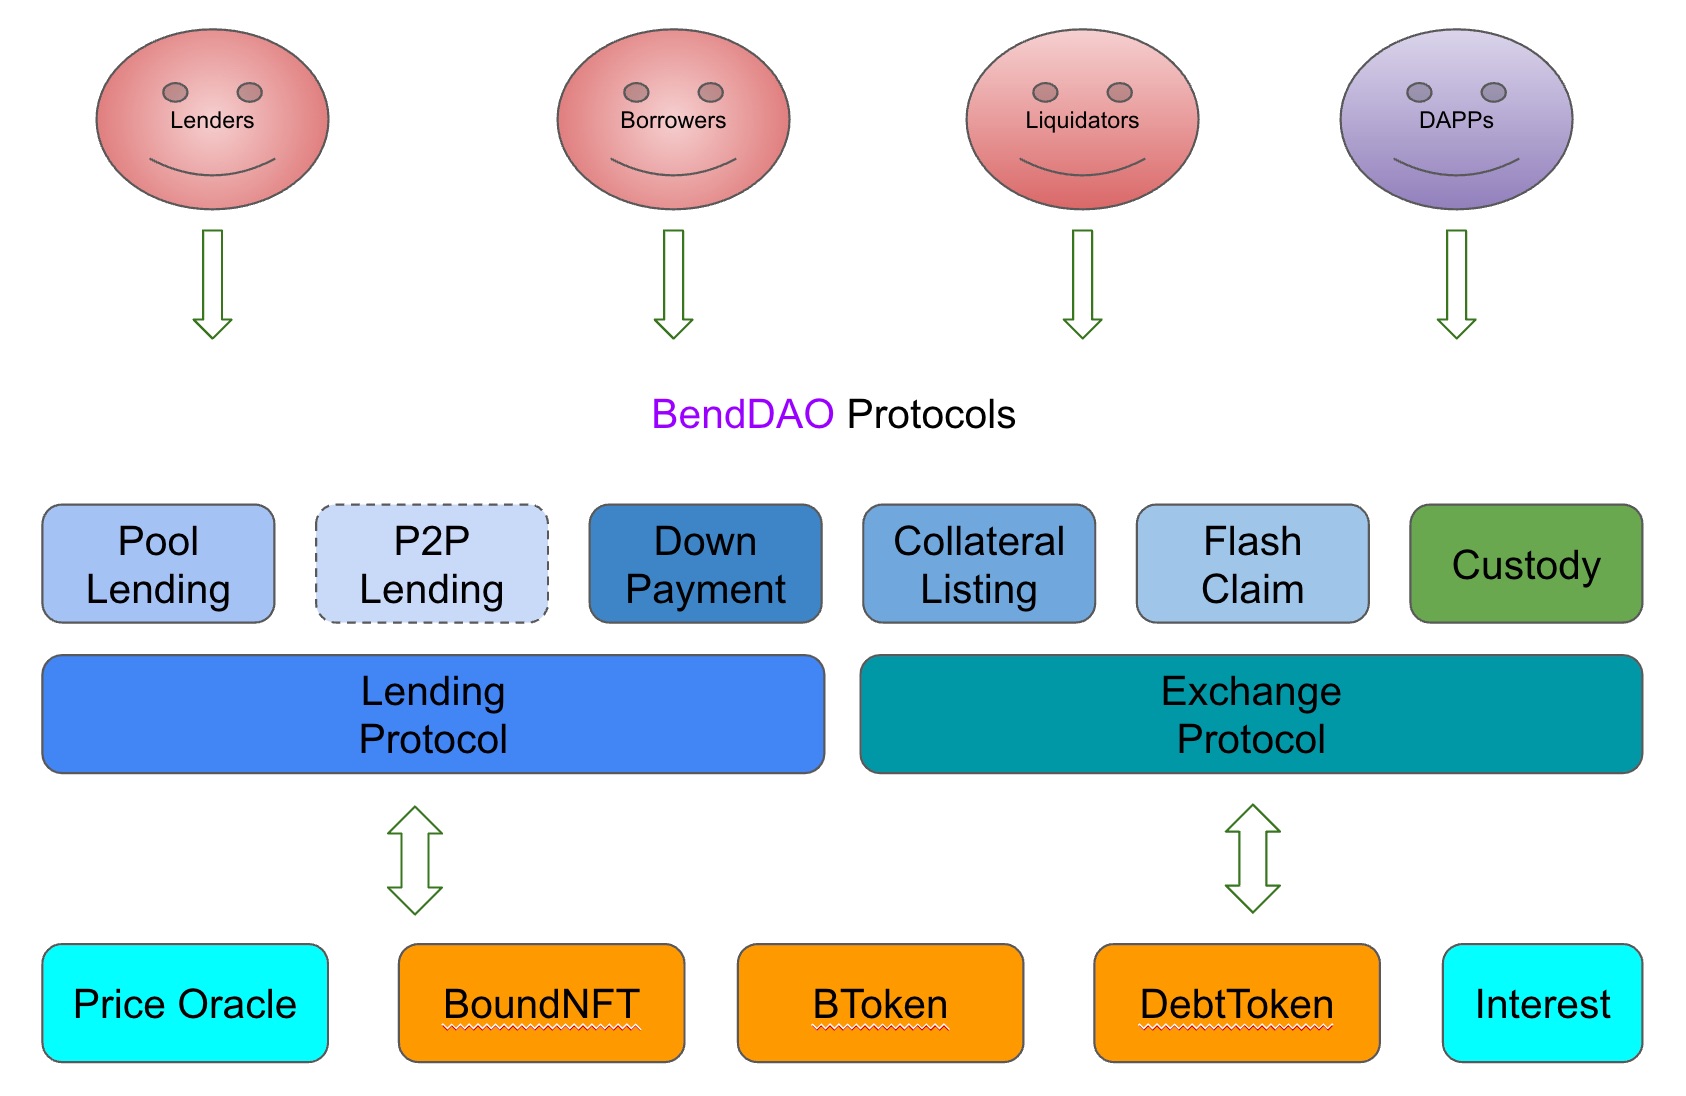 Lenders
Borrowers
Liquidators
DAPPs
BendDAO Protocols
Pool
Lending
P2P
Lending
Down
Payment
Collateral
Listing
Flash
Claim
Custody
Lending
Protocol
Exchange
Protocol
Price Oracle
BoundNFT
BToken
DebtToken
Interest